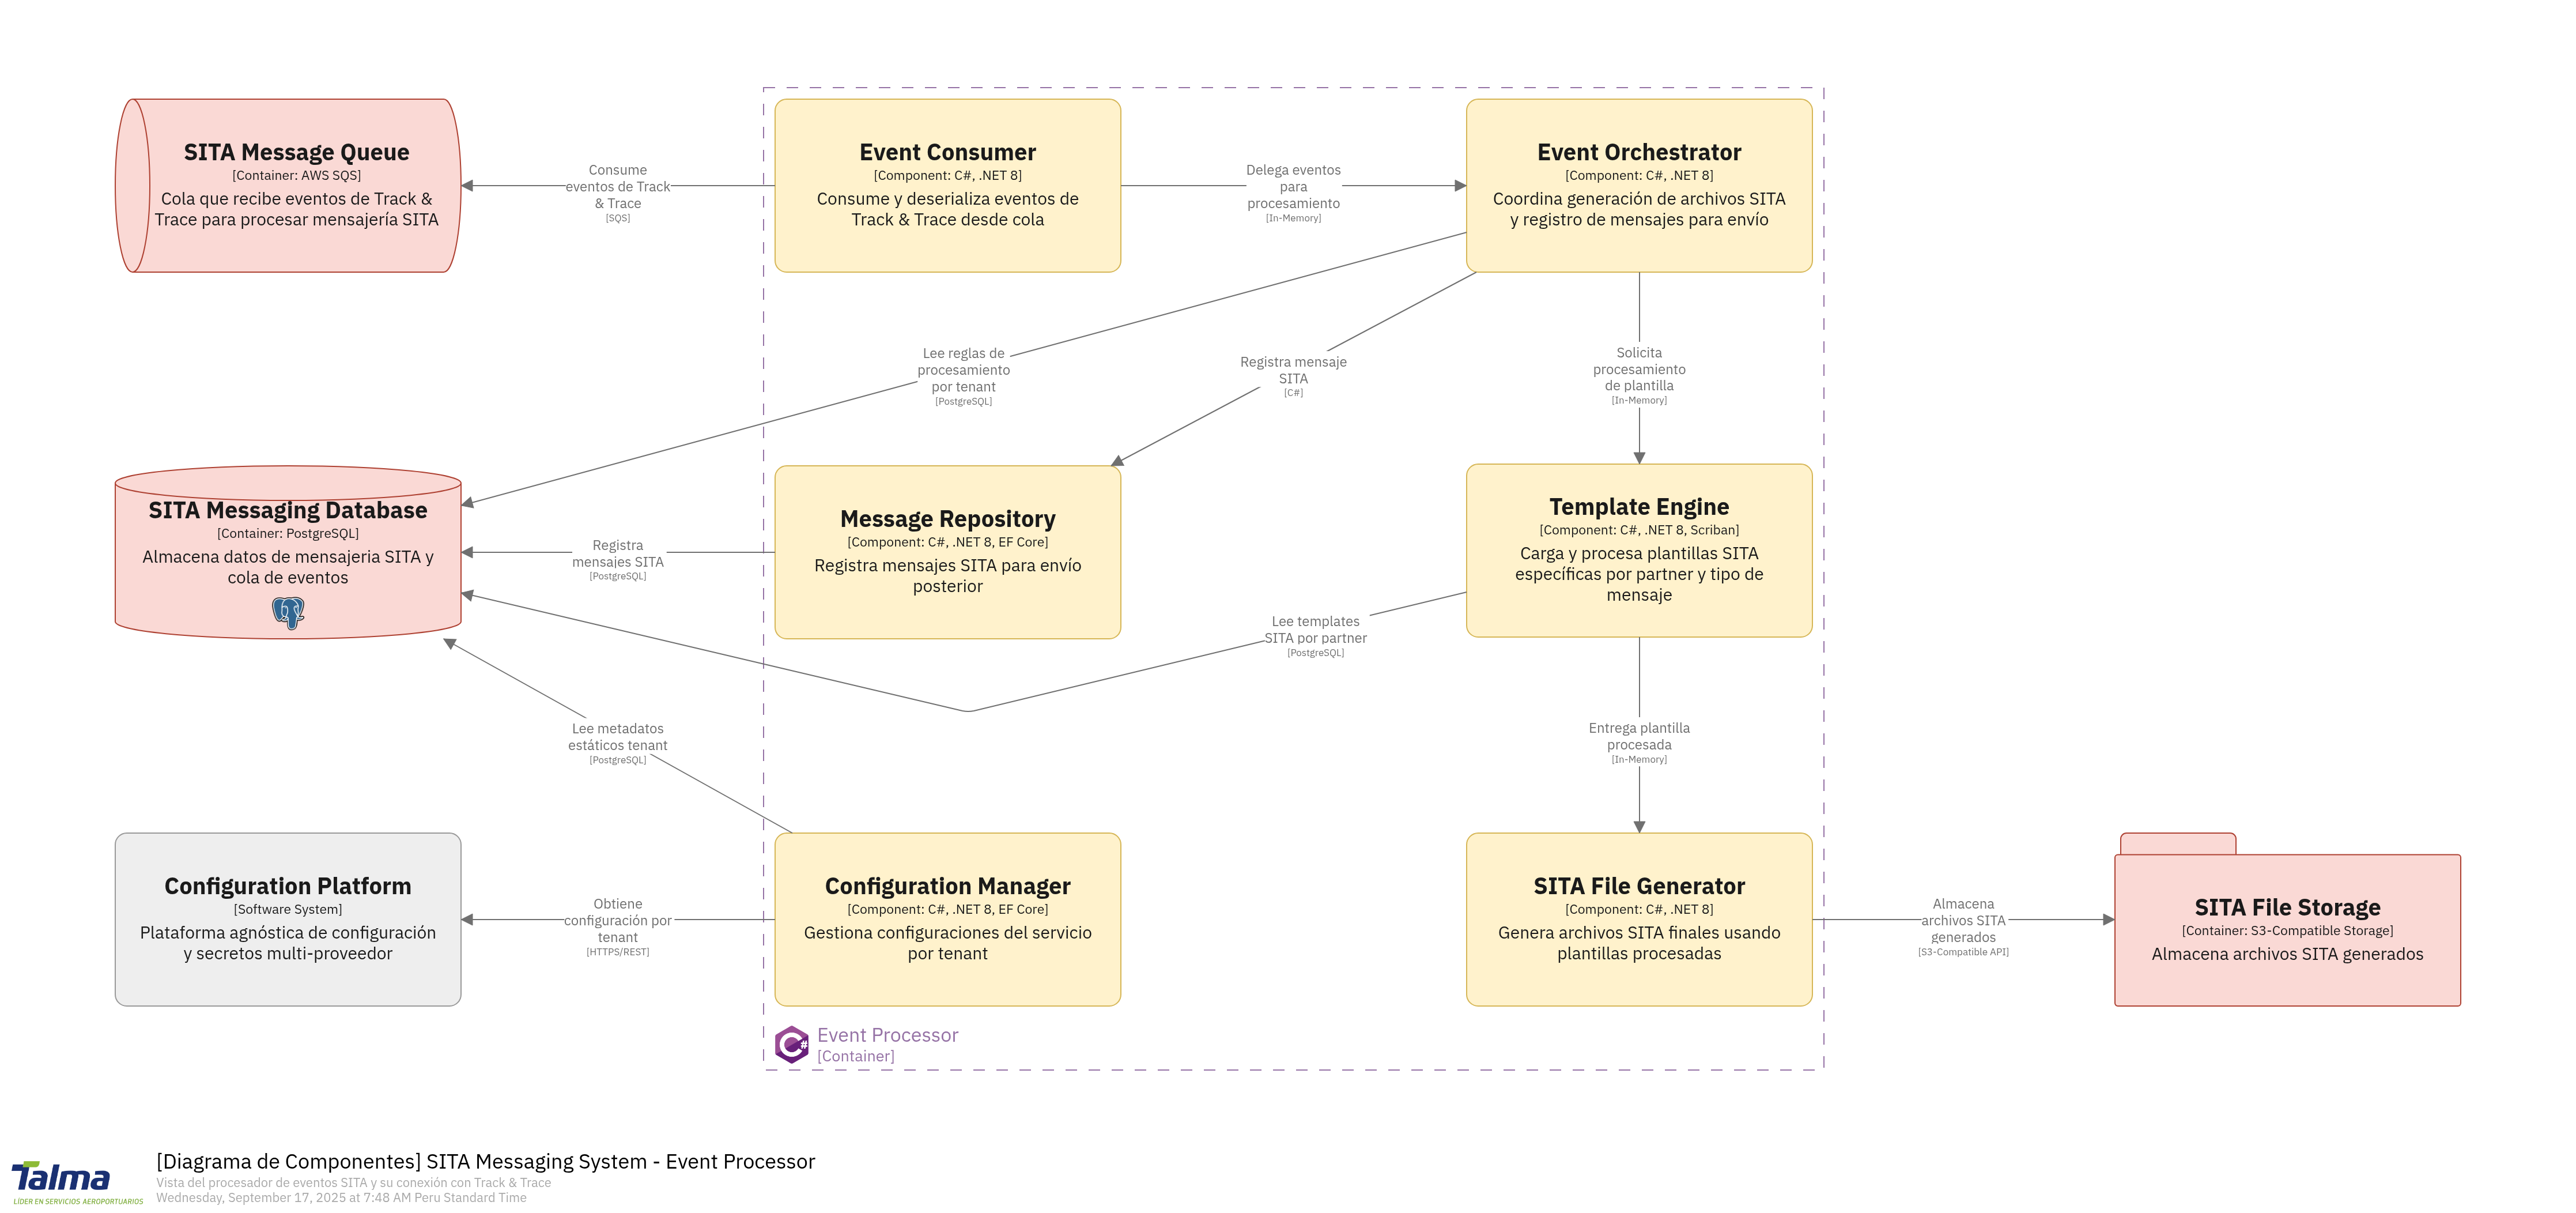 SITA Message Queue
[Container: AWS SQS]
Cola que recibe eventos de Track &
Trace para procesar mensajería SITA
Consume
eventos de Track
& Trace
[SQS]
Event Consumer
[Component: C#, .NET 8]
Consume y deserializa eventos de
Track & Trace desde cola
Delega eventos
para
procesamiento
[In-Memory]
Event Orchestrator
[Component: C#, .NET 8]
Coordina generación de archivos SITA
y registro de mensajes para envío
Lee reglas de
procesamiento
por tenant
[PostgreSQL]
Registra mensaje
SITA
[C#]
Solicita
procesamiento
de plantilla
[In-Memory]
SITA Messaging Database
[Container: PostgreSQL]
Almacena datos de mensajeria SITA y
cola de eventos
Registra
mensajes SITA
[PostgreSQL]
Message Repository
[Component: C#, .NET 8, EF Core]
Registra mensajes SITA para envío
posterior
Template Engine
[Component: C#, .NET 8, Scriban]
Carga y procesa plantillas SITA
específicas por partner y tipo de
mensaje
Lee templates
SITA por partner
[PostgreSQL]
Lee metadatos
estáticos tenant
[PostgreSQL]
Entrega plantilla
procesada
[In-Memory]
Configuration Platform
[Software System]
Plataforma agnóstica de configuración
y secretos multi-proveedor
Obtiene
configuración por
tenant
[HTTPS/REST]
Configuration Manager
[Component: C#, .NET 8, EF Core]
Gestiona configuraciones del servicio
por tenant
SITA File Generator
[Component: C#, .NET 8]
Genera archivos SITA finales usando
plantillas procesadas
Almacena
archivos SITA
generados
[S3-Compatible API]
SITA File Storage
[Container: S3-Compatible Storage]
Almacena archivos SITA generados
C#
Event Processor
[Container]
Talma
LÍDER EN SERVICIOS AEROPORTUARIOS
[Diagrama de Componentes] SITA Messaging System - Event Processor
Vista del procesador de eventos SITA y su conexión con Track & Trace
Wednesday, September 17, 2025 at 7:48 AM Peru Standard Time